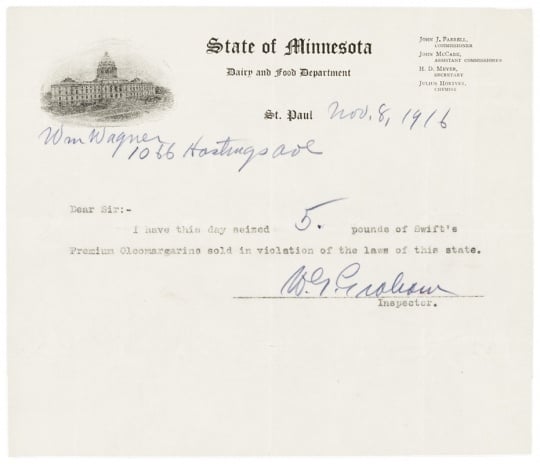 State of Minnesota
Dairy and Food Department
John J. Farrell,
Commissioner
John McCabe,
Assistant Commissioner
H. D. Meyer,
Secretary
Julius Hortvet,
Chemist
St. Paul Nov. 8, 1916
Wm Wagner
1066 Hastings ave
Dear Sir:-
I have this day seized 5. pounds of Swift's
Premium Oleomargarine sold in violation of the laws of this state.
W. G. Graham
Inspector.